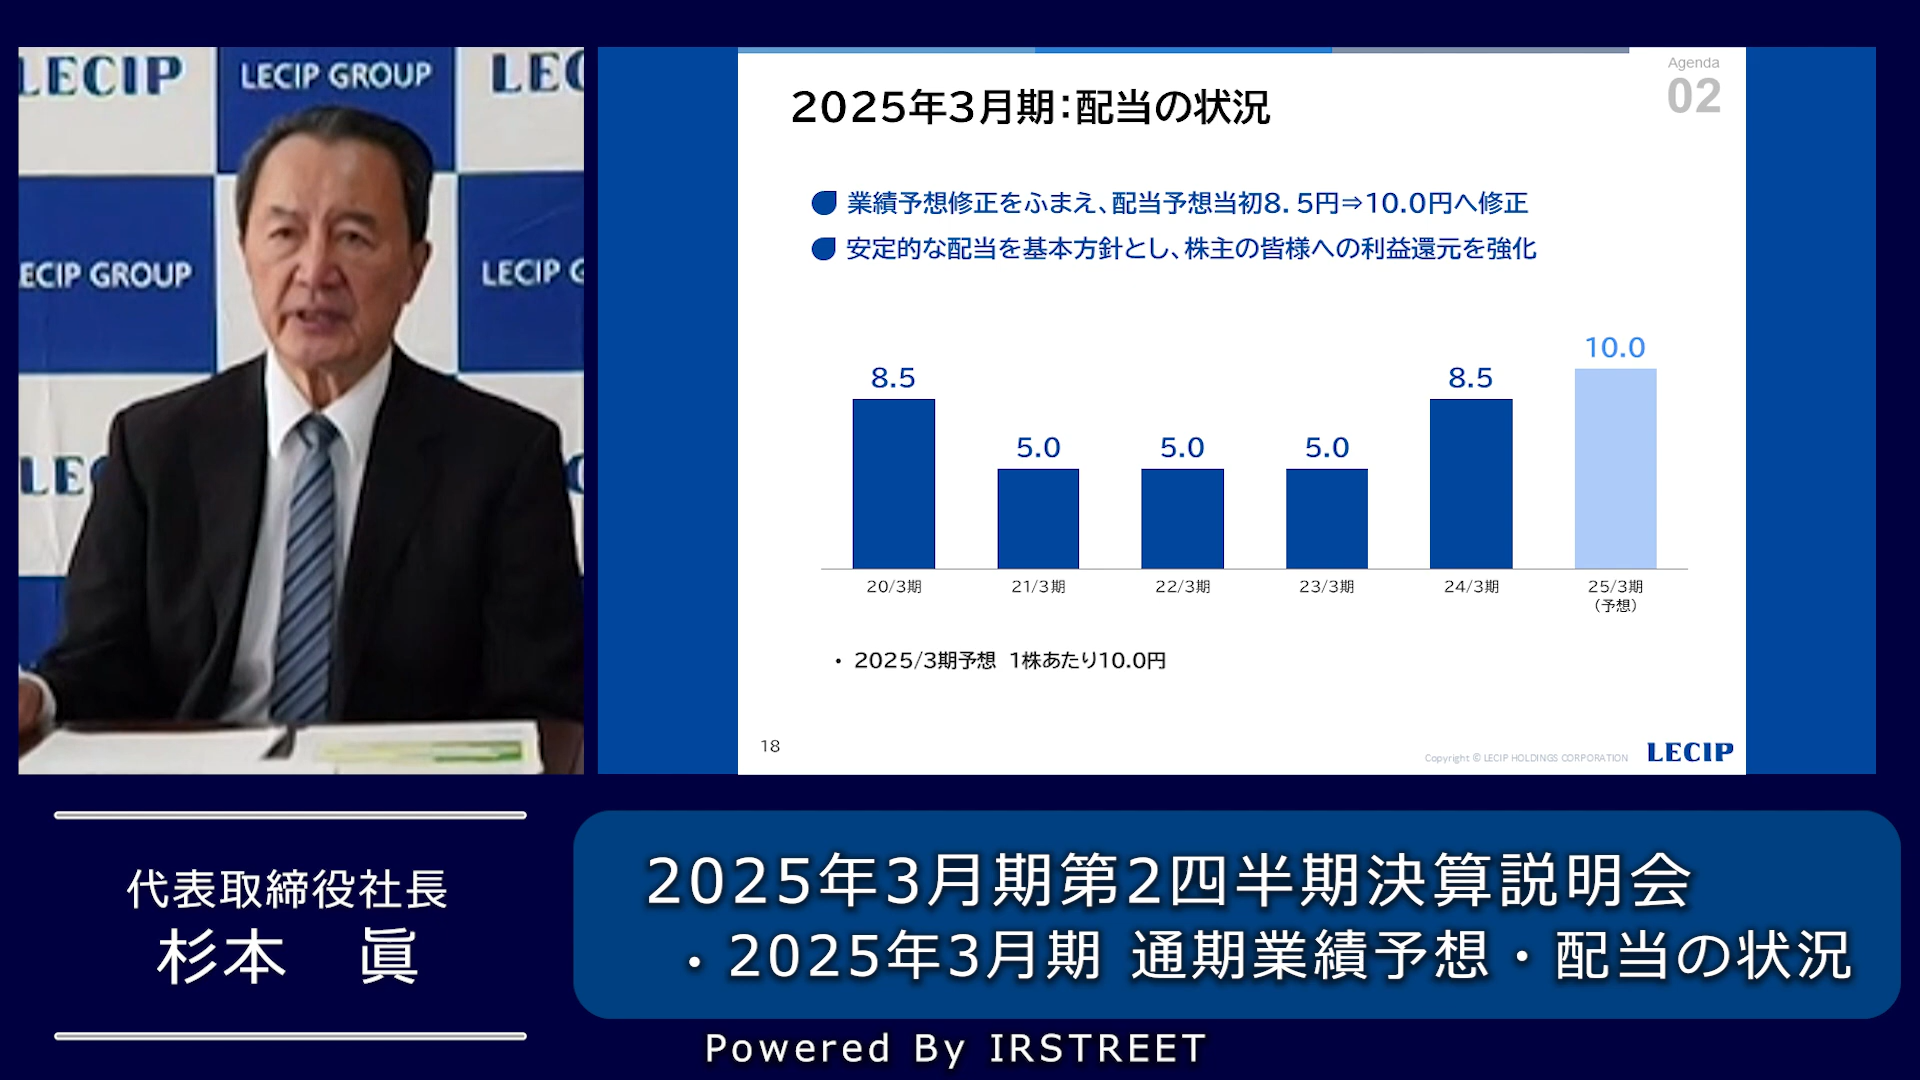 LECIP
LECIP GROUP
LEC
ECIP GROUP
LECIP G
LE
Agenda
02
2025年3月期：配当の状況
業績予想修正をふまえ、配当予想当初8.5円⇒10.0円へ修正
安定的な配当を基本方針とし、株主の皆様への利益還元を強化
8.5 5.0 5.0 5.0 8.5 10.0
20/3期 21/3期 22/3期 23/3期 24/3期 25/3期
（予想）
・ 2025/3期予想 1株あたり10.0円
18
Copyright © LECIP HOLDINGS CORPORATION
LECIP
代表取締役社長
杉本 眞
2025年3月期第2四半期決算説明会
・2025年3月期 通期業績予想・配当の状況
Powered By IRSTREET